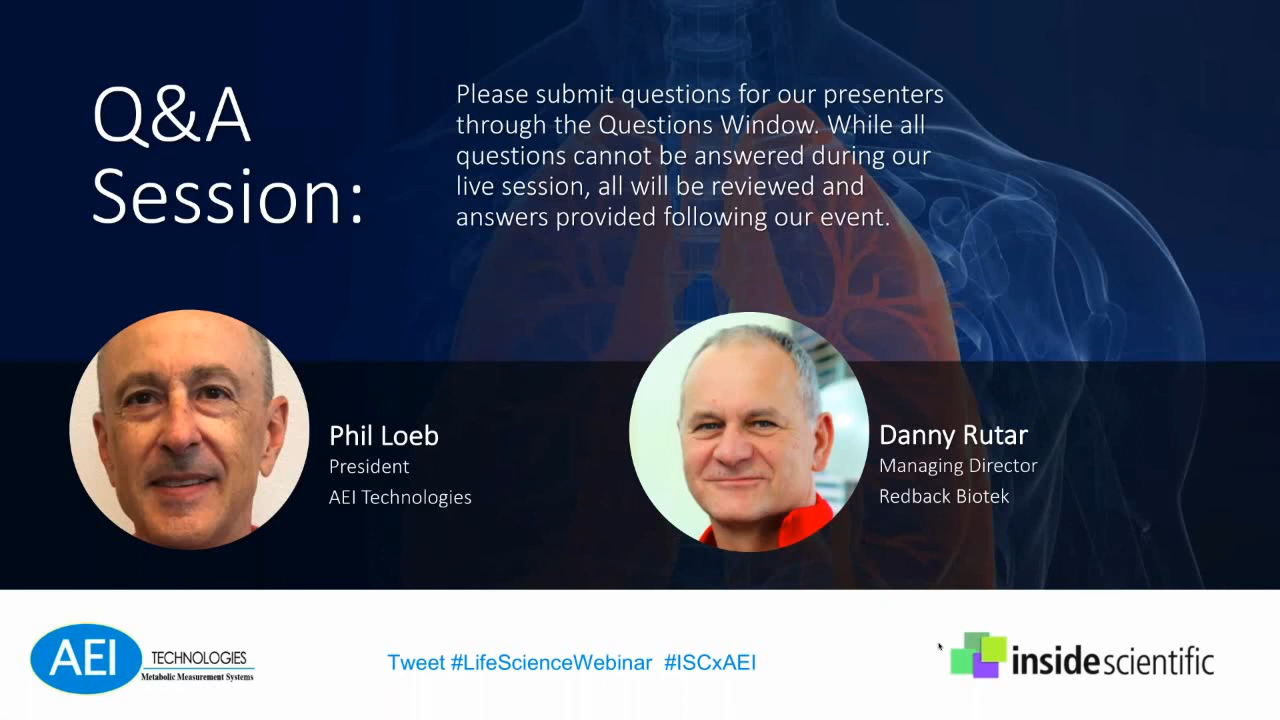 Q&A
Session:
Please submit questions for our presenters
through the Questions Window. While all
questions cannot be answered during our
live session, all will be reviewed and
answers provided following our event.
Phil Loeb
President
AEI Technologies
Danny Rutar
Managing Director
Redback Biotek
AEI TECHNOLOGIES
Metabolic Measurement Systems
Tweet #LifeScienceWebinar #ISCxAEI
insidescientific